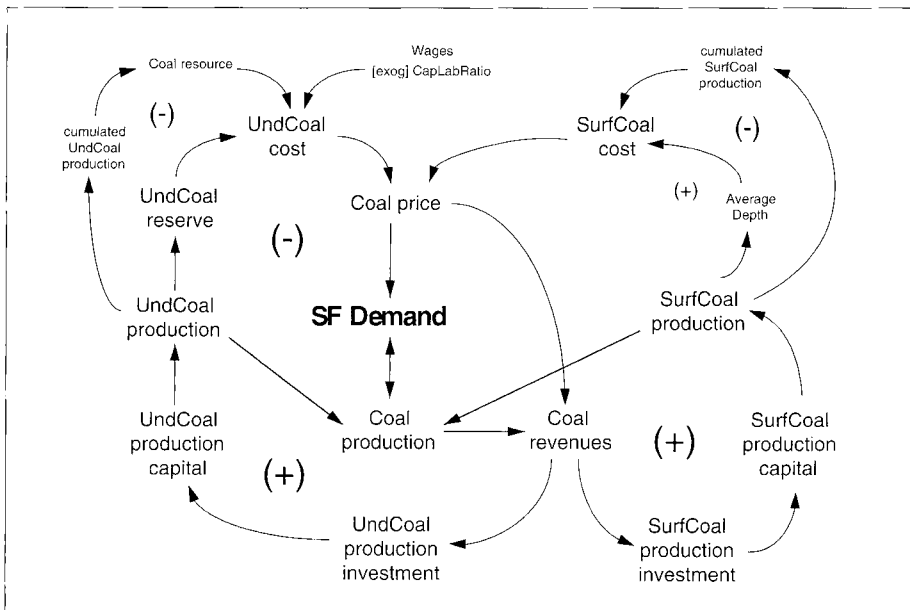 Coal resource
Wages
[exog] CapLabRatio
cumulated
SurfCoal
production
(-)
UndCoal
cost
SurfCoal
cost
(-)
cumulated
UndCoal
production
UndCoal
reserve
Coal price
(+)
Average
Depth
(-)
UndCoal
production
SF Demand
SurfCoal
production
UndCoal
production
capital
Coal
production
Coal
revenues
(+)
SurfCoal
production
capital
(+)
UndCoal
production
investment
SurfCoal
production
investment